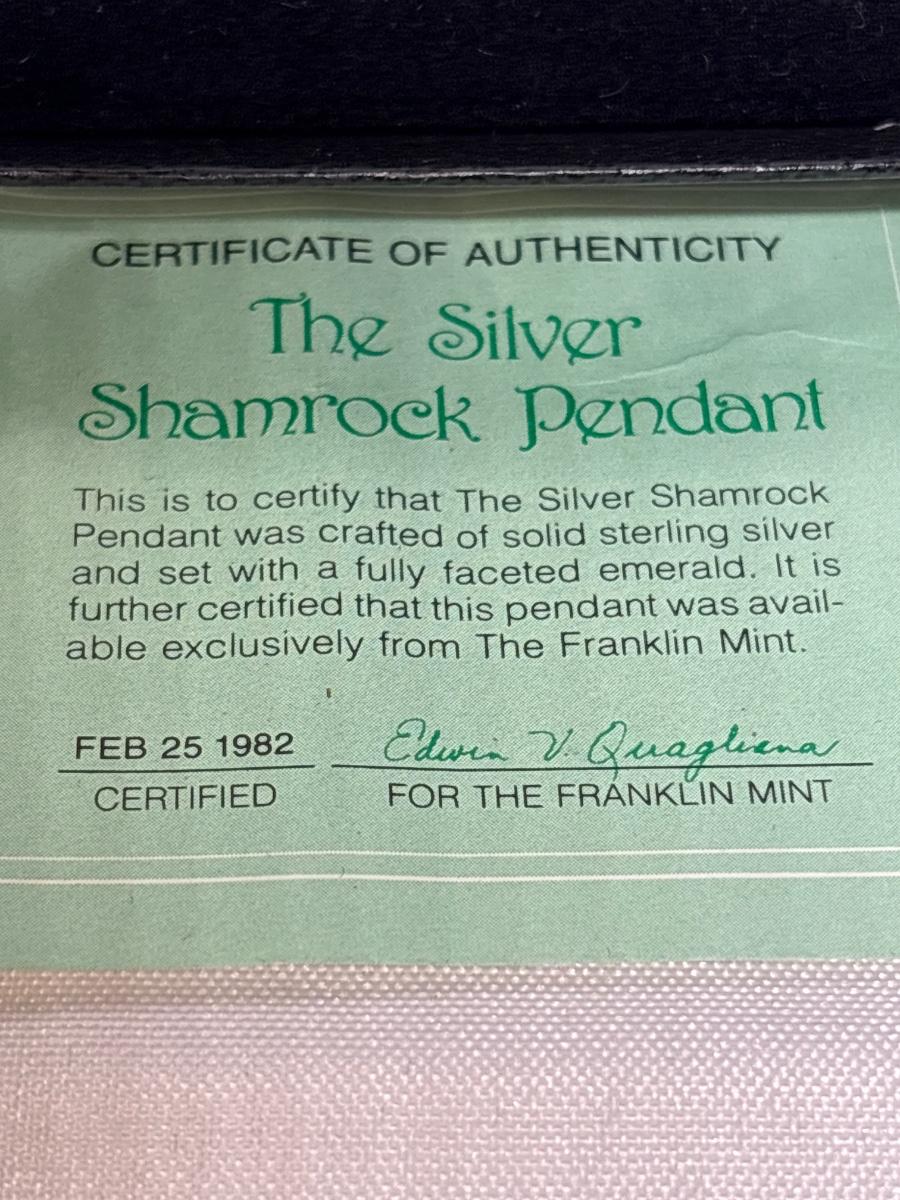 CERTIFICATE OF AUTHENTICITY
The Silver
Shamrock Pendant
This is to certify that The Silver Shamrock
Pendant was crafted of solid sterling silver
and set with a fully faceted emerald. It is
further certified that this pendant was avail-
able exclusively from The Franklin Mint.
FEB 25 1982 Edwin V. Quagliana
CERTIFIED FOR THE FRANKLIN MINT